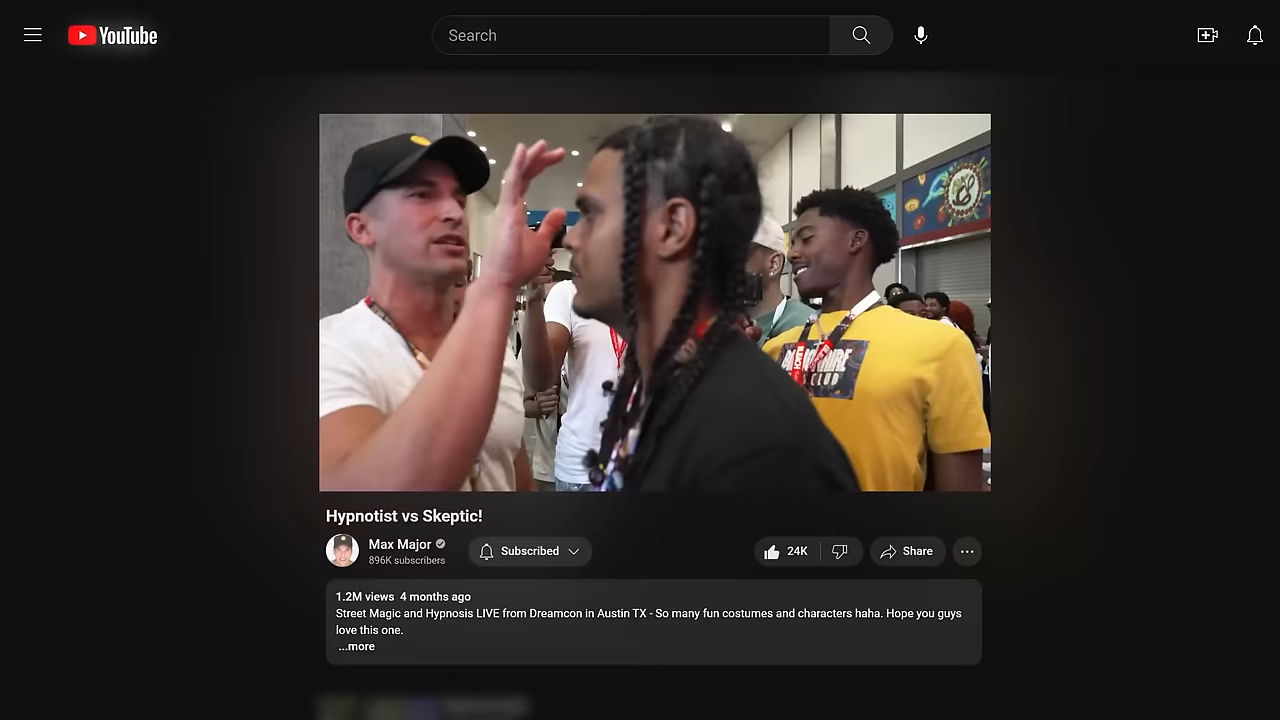 YouTube
Search
Hypnotist vs Skeptic!
Max Major
896K subscribers
Subscribed
24K
Share
1.2M views 4 months ago
Street Magic and Hypnosis LIVE from Dreamcon in Austin TX - So many fun costumes and characters haha. Hope you guys
love this one.
...more